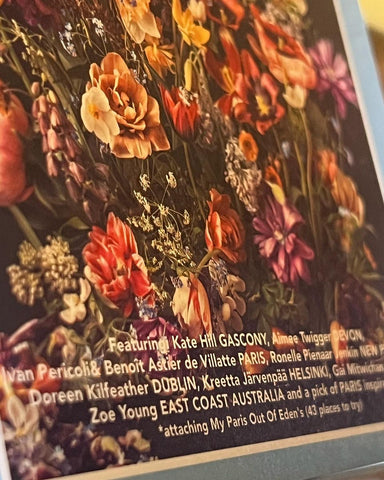 Featuring| Kate Hill GASCONY, Aimee Twigger DEVON,
Ivan Pericoli& Benoît Astier de Villatte PARIS, Ronelle Pienaar Jenkin NEW
Doreen Kilfeather DUBLIN, Kreetta Järvenpää HELSINKI, Gail Mitwichan
Zoe Young EAST COAST AUSTRALIA and a pick of PARIS
*attaching My Paris Out Of Eden's (43 places to try)